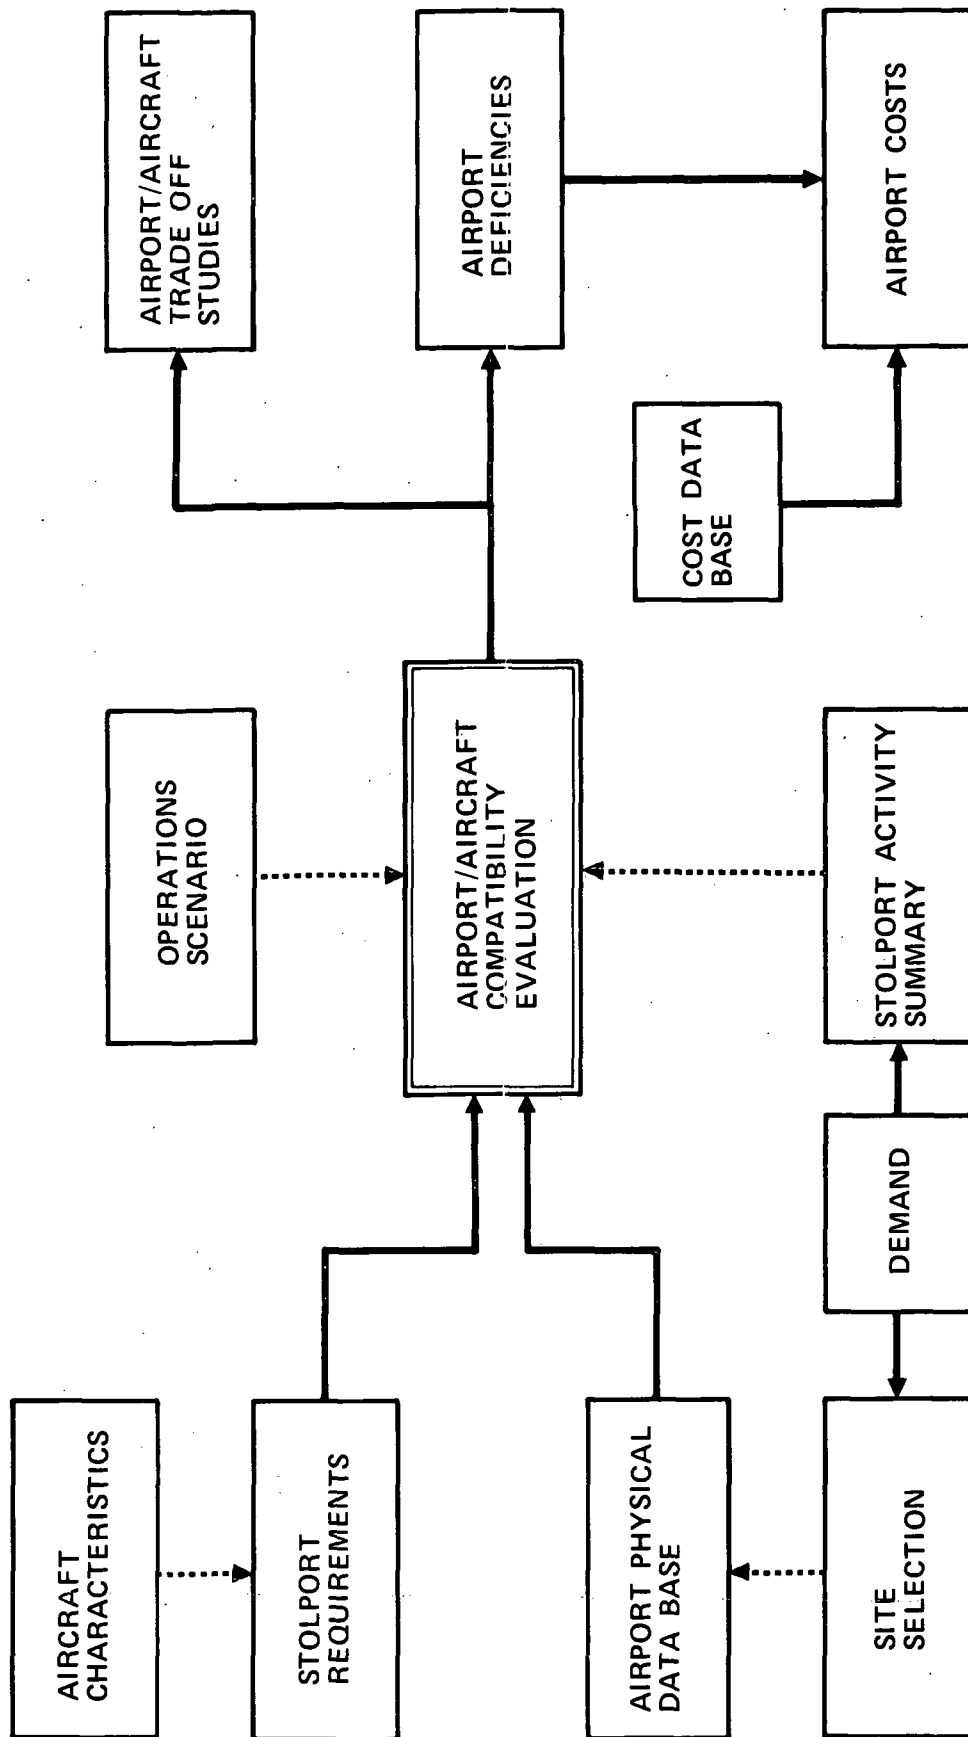 AIRCRAFT
CHARACTERISTICS
STOLPORT
REQUIREMENTS
AIRPORT PHYSICAL
DATA BASE
SITE
SELECTION
DEMAND
OPERATIONS
SCENARIO
AIRPORT/AIRCRAFT
COMPATIBILITY
EVALUATION
STOLPORT ACTIVITY
SUMMARY
COST DATA
BASE
AIRPORT/AIRCRAFT
TRADE OFF
STUDIES
AIRPORT
DEFICIENCIES
AIRPORT COSTS